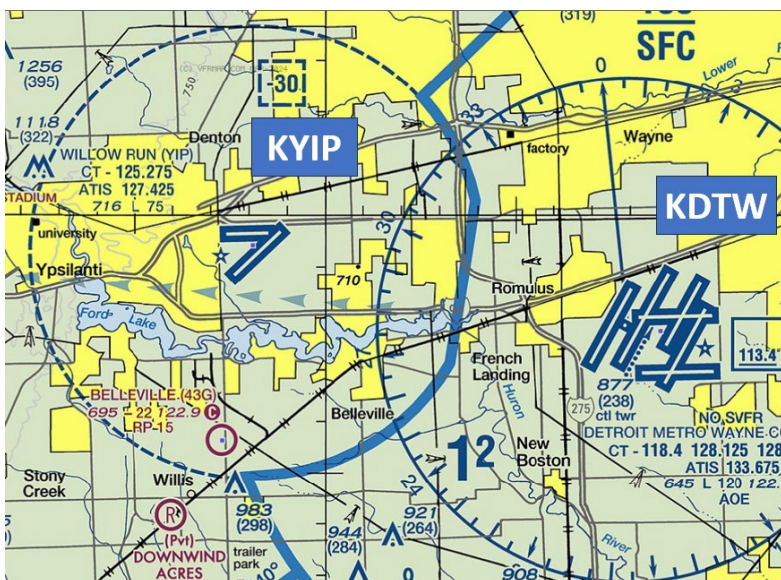 (319)
SFC
1256
(395)
750
-30
0
Lower
33
1118
(322)
Denton
KYIP
factory
Wayne
WILLOW RUN (YIP)
CT - 125.275
ATIS 127.425
716 L 75
STADIUM
university
30
KDTW
Ypsilanti
710
Romulus
Ford Lake
21
113.4
French
Landing
877
(238)
ctl twr
BELLEVILLE (43G)
695 - 22 122.9 C
RP-15
Belleville
Huron
275
NO SVFR
DETROIT METRO WAYNE CO
CT - 118.4 128.125 128
ATIS 133.675
645 L 120 122.
AOE
12
New
Boston
Stony
Creek
Willis
24
983
(298)
R
(Pvt)
DOWNWIND
ACRES
trailer
park
944
(284)
921
(264)
River
908